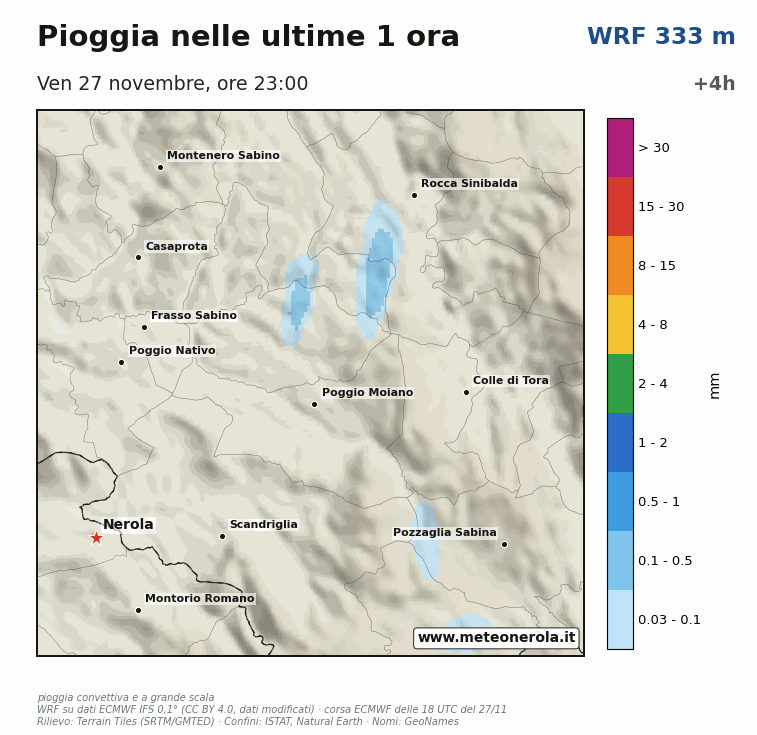 Pioggia nelle ultime 1 ora
WRF 333 m
Ven 27 novembre, ore 23:00
+4h
Montenero Sabino
Rocca Sinibalda
Casaprota
Frasso Sabino
Poggio Nativo
Colle di Tora
Poggio Moiano
Nerola
Scandriglia
Pozzaglia Sabina
Montorio Romano
www.meteonerola.it
> 30
15 - 30
8 - 15
4 - 8
2 - 4
1 - 2
0.5 - 1
0.1 - 0.5
0.03 - 0.1
mm
pioggia convettiva e a grande scala
WRF su dati ECMWF IFS 0,1° (CC BY 4.0, dati modificati) · corsa ECMWF delle 18 UTC del 27/11
Rilievo: Terrain Tiles (SRTM/GMTED) · Confini: ISTAT, Natural Earth · Nomi: GeoNames